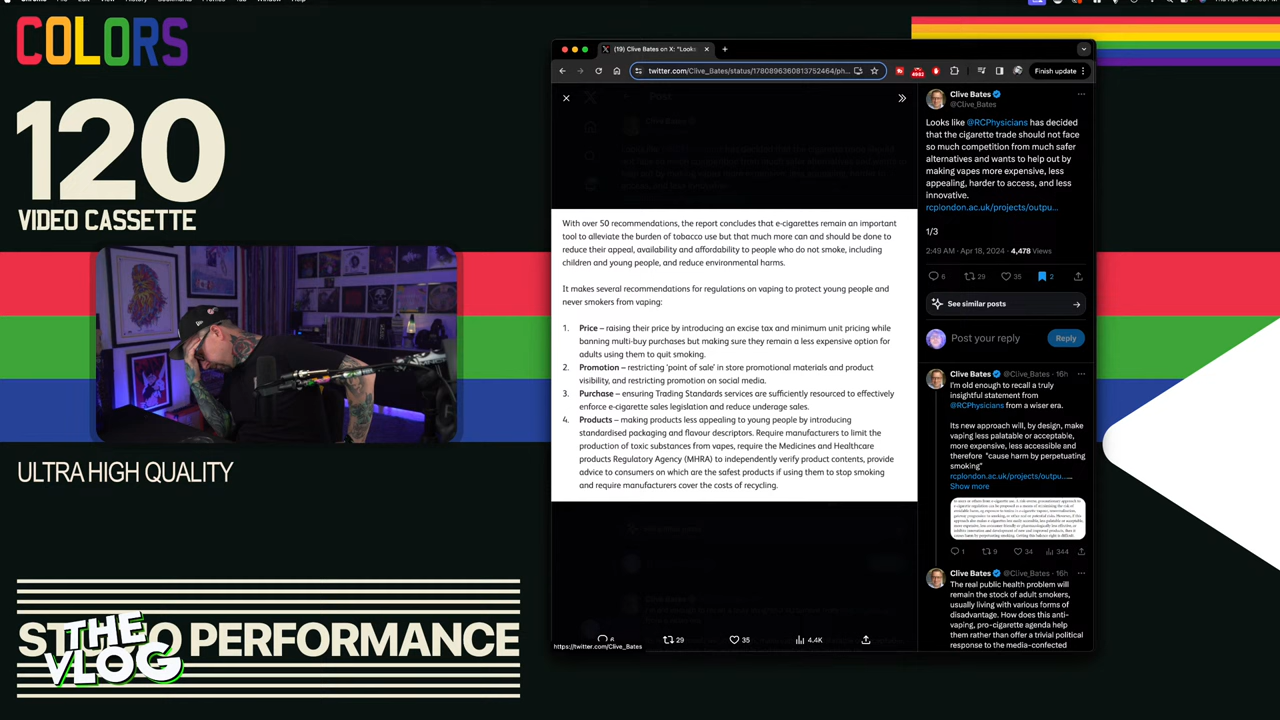 COLORS
120
VIDEO CASSETTE
ULTRA HIGH QUALITY
THE
VLOG
PERFORMANCE
(19) Clive Bates on X: "Looks
twitter.com/Clive_Bates/status/1780896360813752464/ph...
4993
Finish update
With over 50 recommendations, the report concludes that e-cigarettes remain an important
tool to alleviate the burden of tobacco use but that much more can and should be done to
reduce their appeal, availability and affordability to people who do not smoke, including
children and young people, and reduce environmental harms.
It makes several recommendations for regulations on vaping to protect young people and
never smokers from vaping:
1. Price – raising their price by introducing an excise tax and minimum unit pricing while
banning multi-buy purchases but making sure they remain a less expensive option for
adults using them to quit smoking.
2. Promotion – restricting 'point of sale' in store promotional materials and product
visibility, and restricting promotion on social media.
3. Purchase – ensuring Trading Standards services are sufficiently resourced to effectively
enforce e-cigarette sales legislation and reduce underage sales.
4. Products – making products less appealing to young people by introducing
standardised packaging and flavour descriptors. Require manufacturers to limit the
production of toxic substances from vapes, require the Medicines and Healthcare
products Regulatory Agency (MHRA) to independently verify product contents, provide
advice to consumers on which are the safest products if using them to stop smoking
and require manufacturers cover the costs of recycling.
6
29
35
4.4K
https://twitter.com/Clive_Bates
Clive Bates
@Clive_Bates
Looks like @RCPhysicians has decided
that the cigarette trade should not face
so much competition from much safer
alternatives and wants to help out by
making vapes more expensive, less
appealing, harder to access, and less
innovative.
rcplondon.ac.uk/projects/outpu...
1/3
2:49 AM · Apr 18, 2024 · 4,478 Views
6
29
35
2
See similar posts
Post your reply
Reply
Clive Bates @Clive_Bates · 16h
I'm old enough to recall a truly
insightful statement from
@RCPhysicians from a wiser era.
Its new approach will, by design, make
vaping less palatable or acceptable,
more expensive, less accessible and
therefore "cause harm by perpetuating
smoking"
rcplondon.ac.uk/projects/outpu...
Show more
1
9
34
344
Clive Bates @Clive_Bates · 16h
The real public health problem will
remain the stock of adult smokers,
usually living with various forms of
disadvantage. How does this anti-
vaping, pro-cigarette agenda help
them rather than offer a trivial political
response to the media-confected